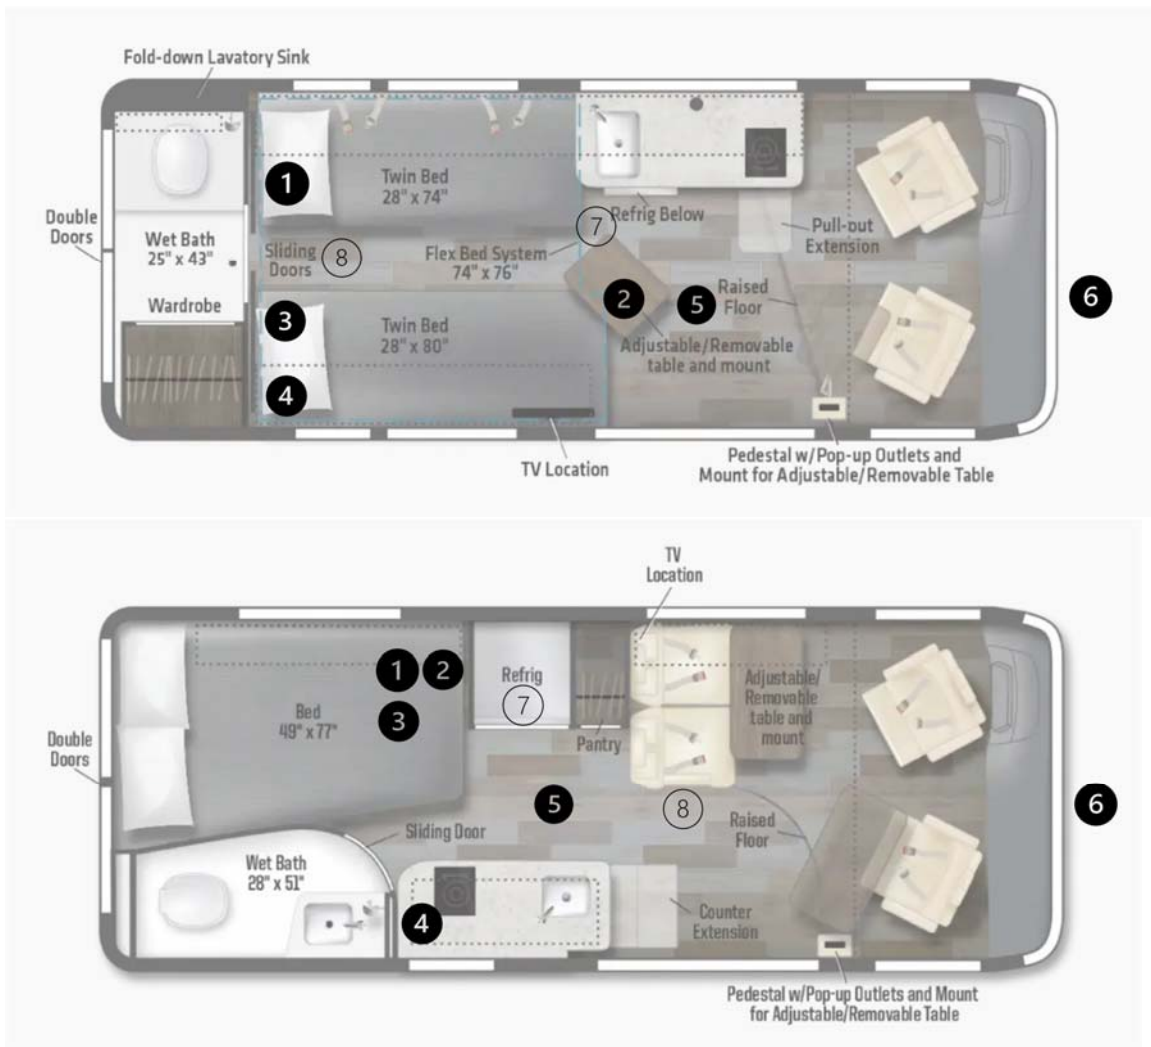 Fold-down Lavatory Sink
1
Twin Bed
28" x 74"
Double
Doors
Wet Bath
25" x 43"
Sliding
Doors
8
Flex Bed System
74" x 76"
7
Refrig Below
Pull-out
Extension
Wardrobe
3
Twin Bed
28" x 80"
4
2
5
Raised
Floor
Adjustable/Removable
table and mount
6
TV Location
Pedestal w/Pop-up Outlets and
Mount for Adjustable/Removable Table
TV
Location
1
2
3
Bed
49" x 77"
Refrig
7
Pantry
Adjustable/
Removable
table and
mount
Double
Doors
5
8
6
Sliding Door
Raised
Floor
Wet Bath
28" x 51"
4
Counter
Extension
Pedestal w/Pop-up Outlets and Mount
for Adjustable/Removable Table